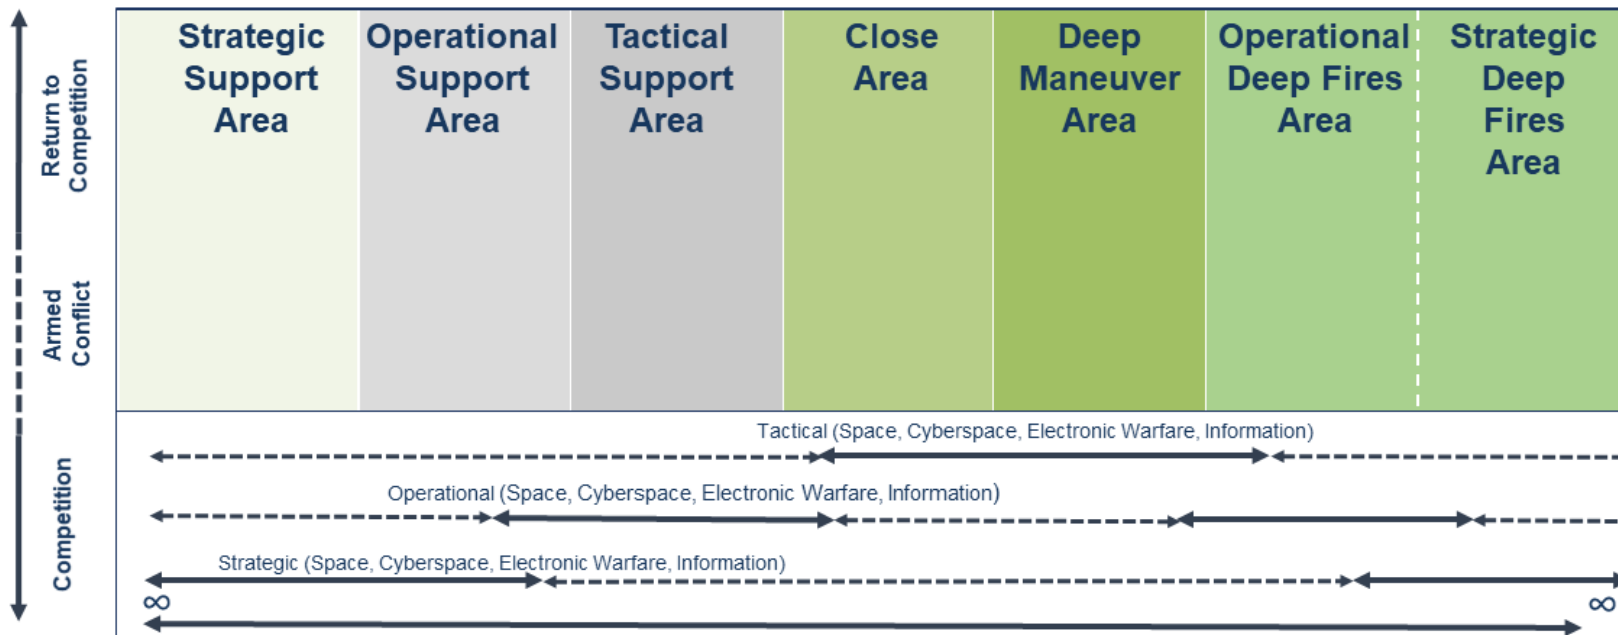 Strategic
Support
Area
Operational
Support
Area
Tactical
Support
Area
Close
Area
Deep
Maneuver
Area
Operational
Deep Fires
Area
Strategic
Deep
Fires
Area
Return to
Competition
Armed
Conflict
Competition
Tactical (Space, Cyberspace, Electronic Warfare, Information)
Operational (Space, Cyberspace, Electronic Warfare, Information)
Strategic (Space, Cyberspace, Electronic Warfare, Information)
∞
∞